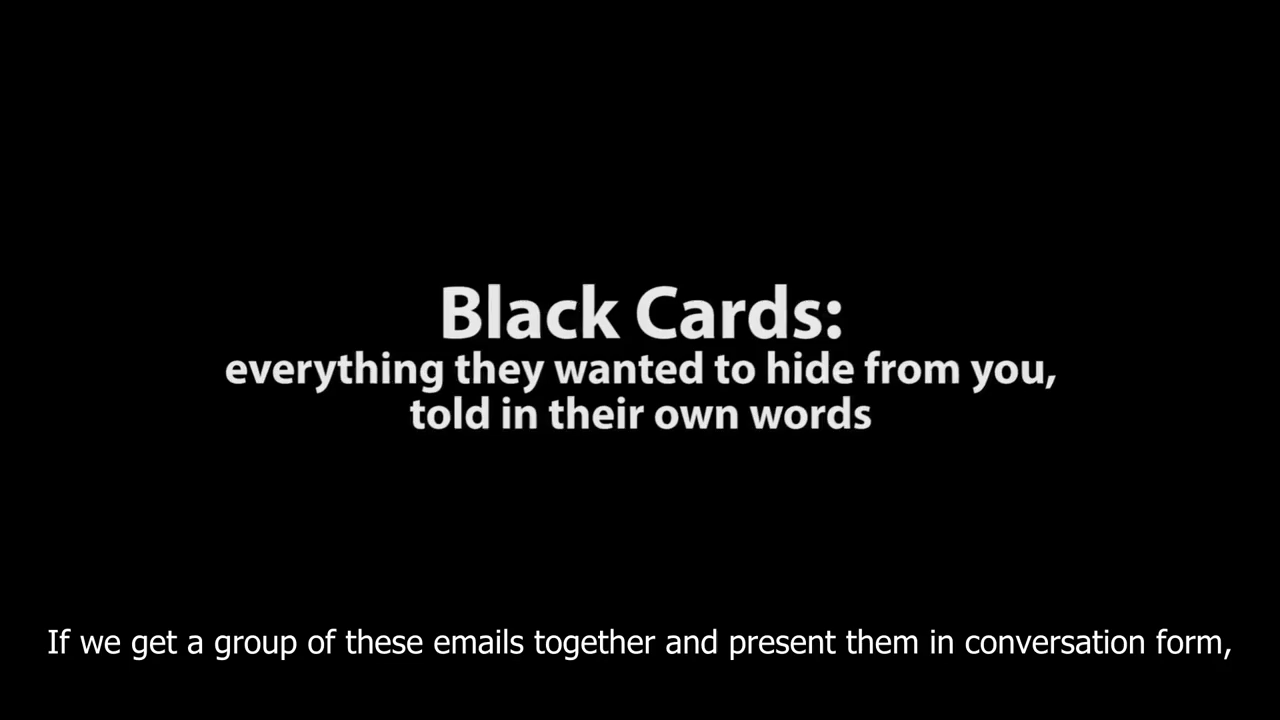 Black Cards:
everything they wanted to hide from you,
told in their own words
If we get a group of these emails together and present them in conversation form,